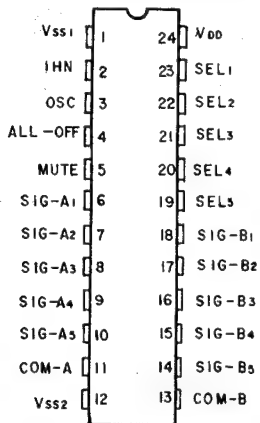 Vss1 1 24 VDD
IHN 2 23 SEL1
OSC 3 22 SEL2
ALL-OFF 4 21 SEL3
MUTE 5 20 SEL4
SIG-A1 6 19 SEL5
SIG-A2 7 18 SIG-B1
SIG-A3 8 17 SIG-B2
SIG-A4 9 16 SIG-B3
SIG-A5 10 15 SIG-B4
COM-A 11 14 SIG-B5
Vss2 12 13 COM-B